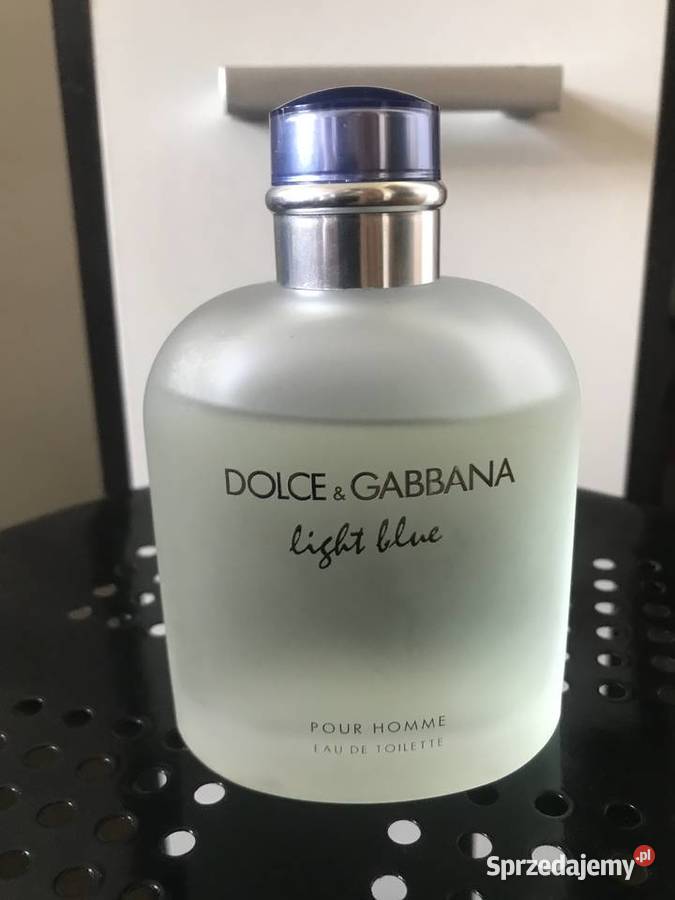 DOLCE & GABBANA
light blue
POUR HOMME
EAU DE TOILETTE
Sprzedajemy.pl